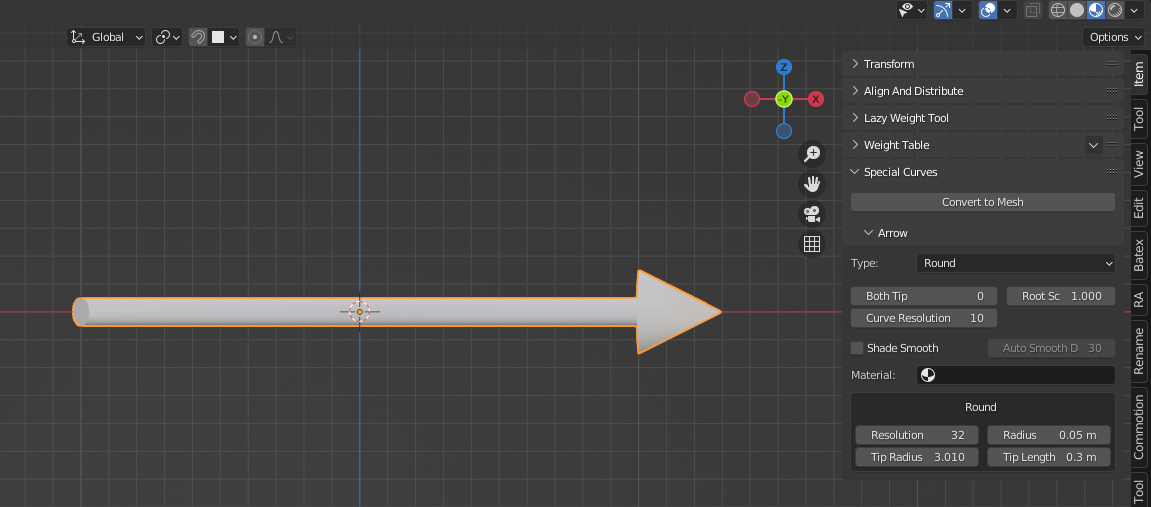 Global
Options
Z
-Y
X
Transform
Align And Distribute
Lazy Weight Tool
Weight Table
Special Curves
Convert to Mesh
Arrow
Type: Round
Both Tip 0 Root Sc 1.000
Curve Resolution 10
Shade Smooth Auto Smooth D 30
Material:
Round
Resolution 32 Radius 0.05 m
Tip Radius 3.010 Tip Length 0.3 m
Item
Tool
View
Edit
Batex
RA
Rename
Commotion
Tool